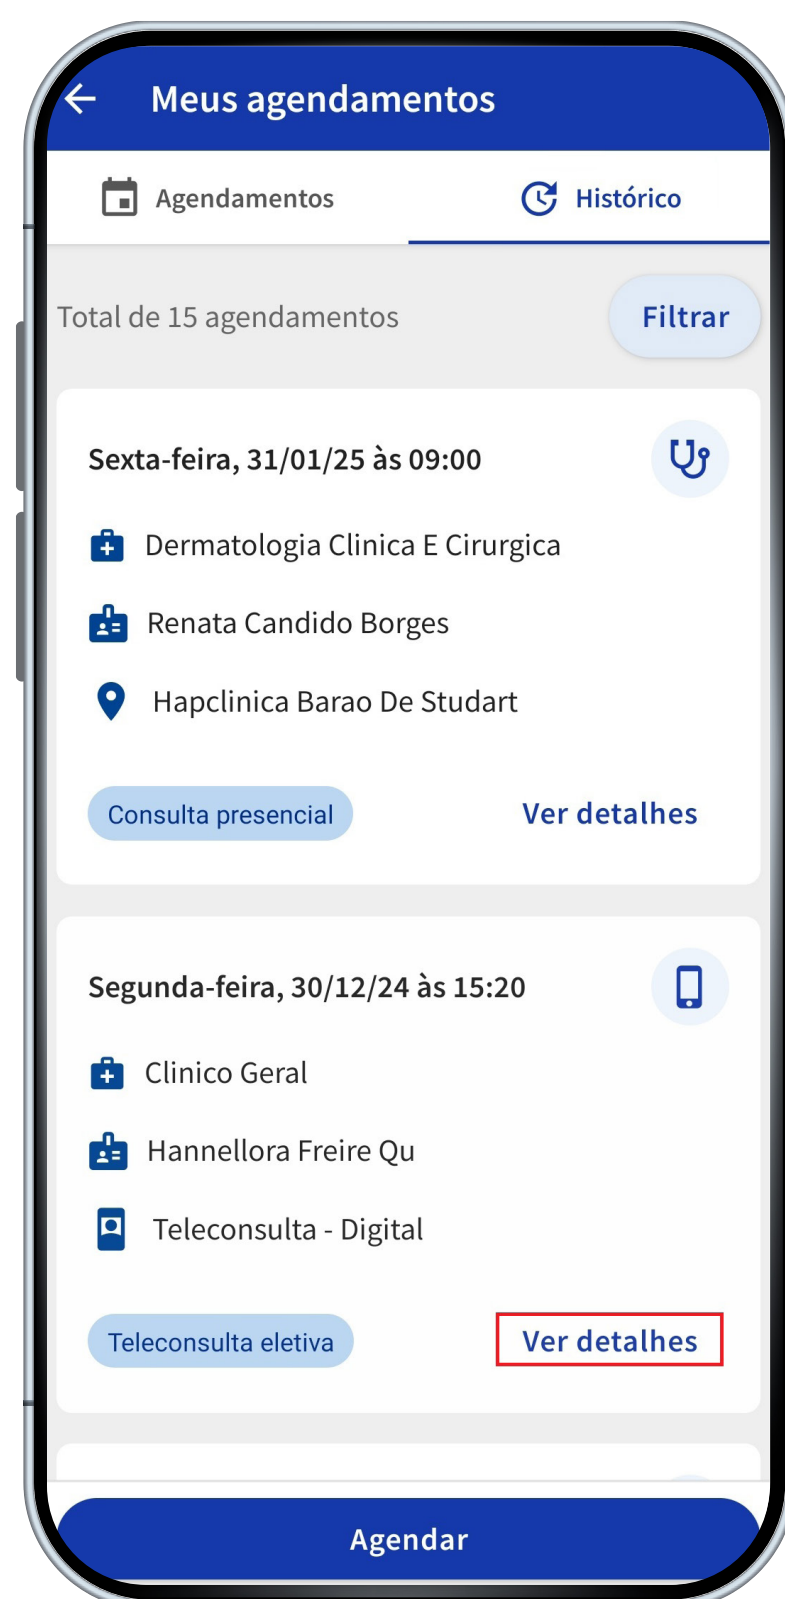 Meus agendamentos
Agendamentos
Histórico
Total de 15 agendamentos
Filtrar
Sexta-feira, 31/01/25 às 09:00
Dermatologia Clinica E Cirurgica
Renata Candido Borges
Hapclinica Barao De Studart
Consulta presencial
Ver detalhes
Segunda-feira, 30/12/24 às 15:20
Clinico Geral
Hannellora Freire Qu
Teleconsulta - Digital
Teleconsulta eletiva
Ver detalhes
Agendar